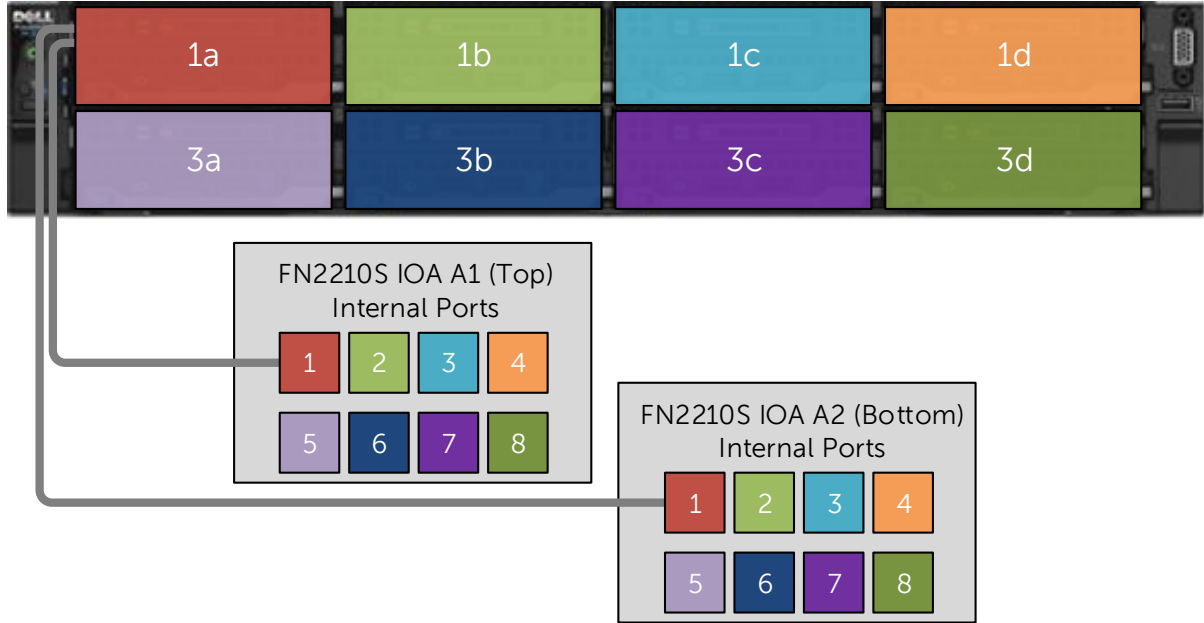 DELL
1a
1b
1c
1d
3a
3b
3c
3d
FN2210S IOA A1 (Top)
Internal Ports
1 2 3 4
5 6 7 8
FN2210S IOA A2 (Bottom)
Internal Ports
1 2 3 4
5 6 7 8